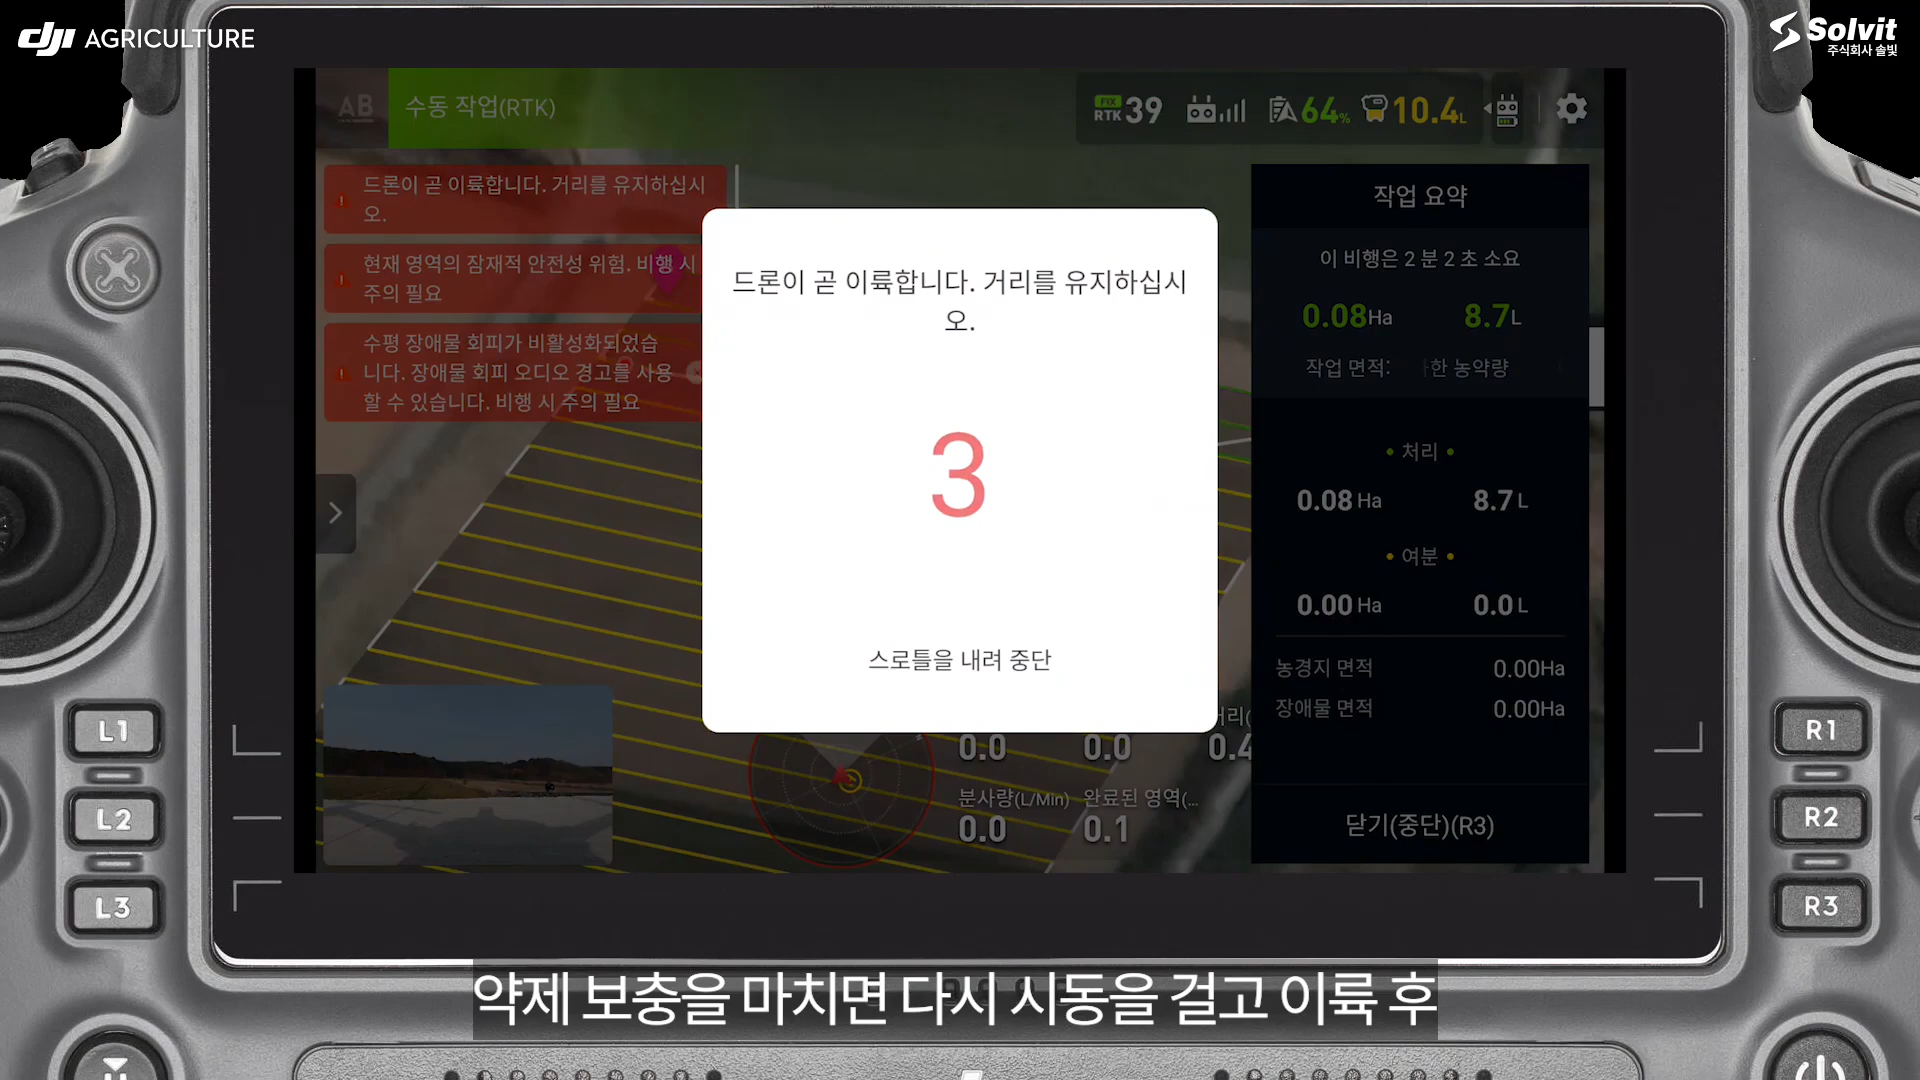 dji AGRICULTURE
Solvit
주식회사 솔빛
AB
수동 작업(RTK)
FIX
RTK 39
64%
10.4L
드론이 곧 이륙합니다. 거리를 유지하십시
오.
현재 영역의 잠재적 안전성 위험. 비행 시
주의 필요
수평 장애물 회피가 비활성화되었습
니다. 장애물 회피 오디오 경고를 사용
할 수 있습니다. 비행 시 주의 필요
드론이 곧 이륙합니다. 거리를 유지하십시
오.
3
스로틀을 내려 중단
작업 요약
이 비행은 2 분 2 초 소요
0.08Ha 8.7L
작업 면적: 한 농약량
• 처리 •
0.08 Ha 8.7 L
• 여분 •
0.00 Ha 0.0 L
농경지 면적 0.00Ha
장애물 면적 0.00Ha
닫기(중단)(R3)
0.0 0.0 0.4
분사량(L/Min) 완료된 영역(...
0.0 0.1
L1
L2
L3
R1
R2
R3
약제 보충을 마치면 다시 시동을 걸고 이륙 후